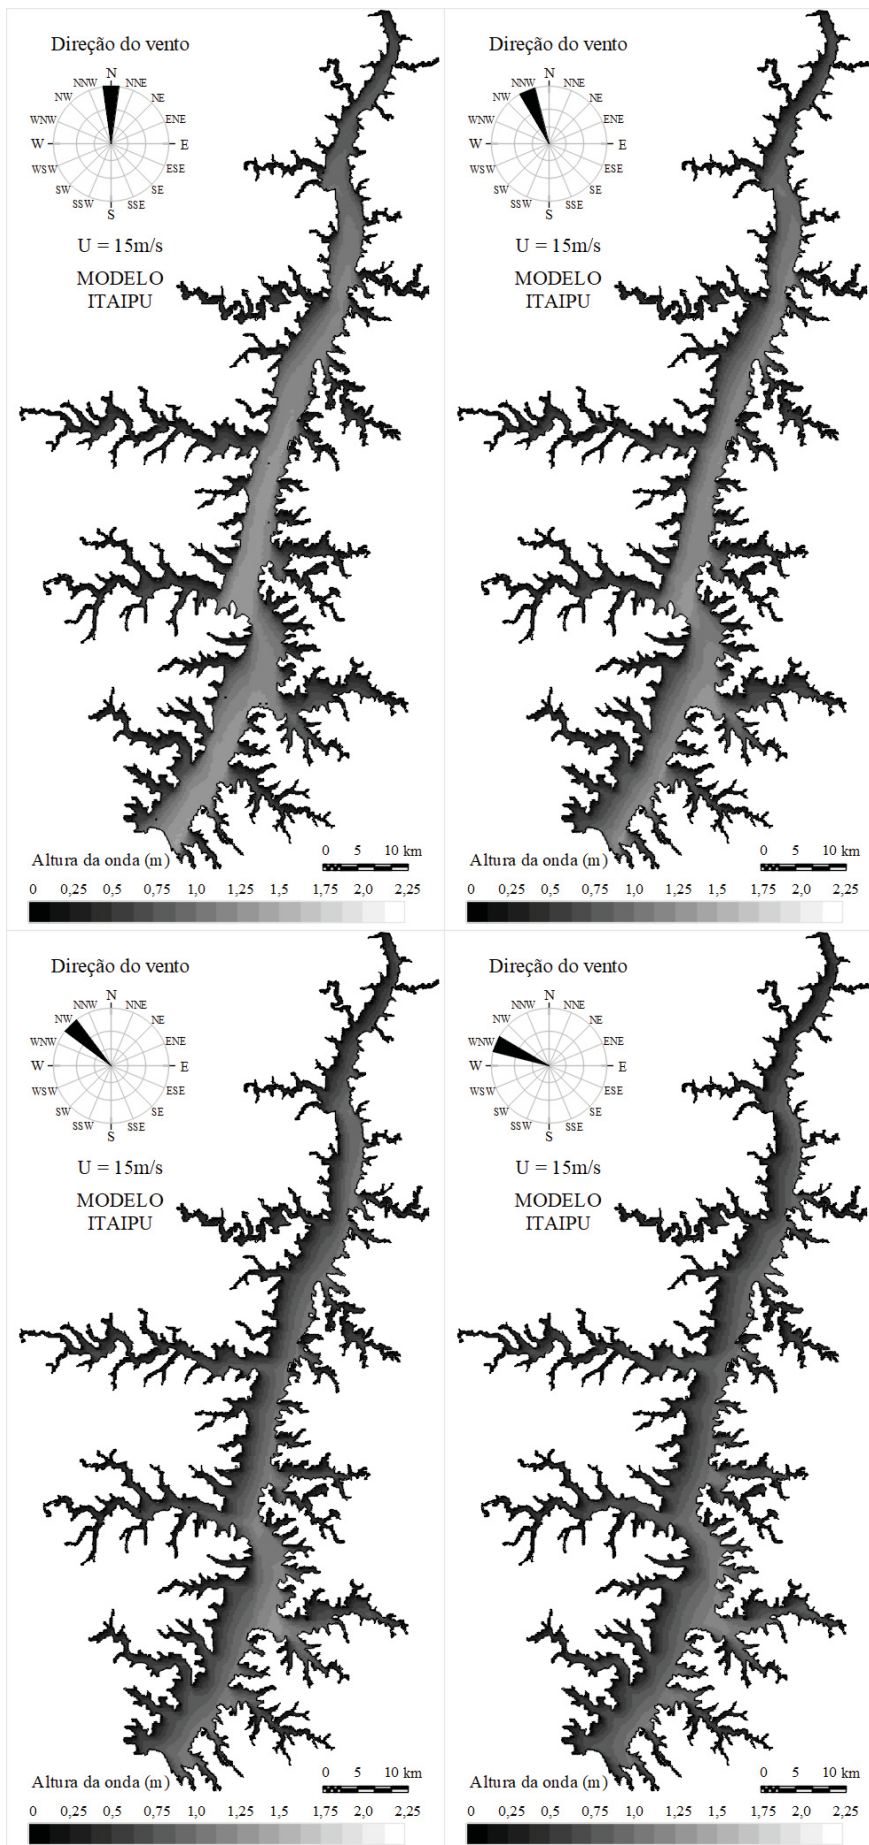 Direção do vento
N
NNW NNE
NW NE
WNW ENE
W E
WSW ESE
SW SE
SSW SSE
S
U = 15m/s
MODELO
ITAIPU
Altura da onda (m)
0 5 10 km
0 0,25 0,5 0,75 1,0 1,25 1,5 1,75 2,0 2,25
Direção do vento
N
NNW NNE
NW NE
WNW ENE
W E
WSW ESE
SW SE
SSW SSE
S
U = 15m/s
MODELO
ITAIPU
Altura da onda (m)
0 5 10 km
0 0,25 0,5 0,75 1,0 1,25 1,5 1,75 2,0 2,25
Direção do vento
N
NNW NNE
NW NE
WNW ENE
W E
WSW ESE
SW SE
SSW SSE
S
U = 15m/s
MODELO
ITAIPU
Altura da onda (m)
0 5 10 km
0 0,25 0,5 0,75 1,0 1,25 1,5 1,75 2,0 2,25
Direção do vento
N
NNW NNE
NW NE
WNW ENE
W E
WSW ESE
SW SE
SSW SSE
S
U = 15m/s
MODELO
ITAIPU
Altura da onda (m)
0 5 10 km
0 0,25 0,5 0,75 1,0 1,25 1,5 1,75 2,0 2,25